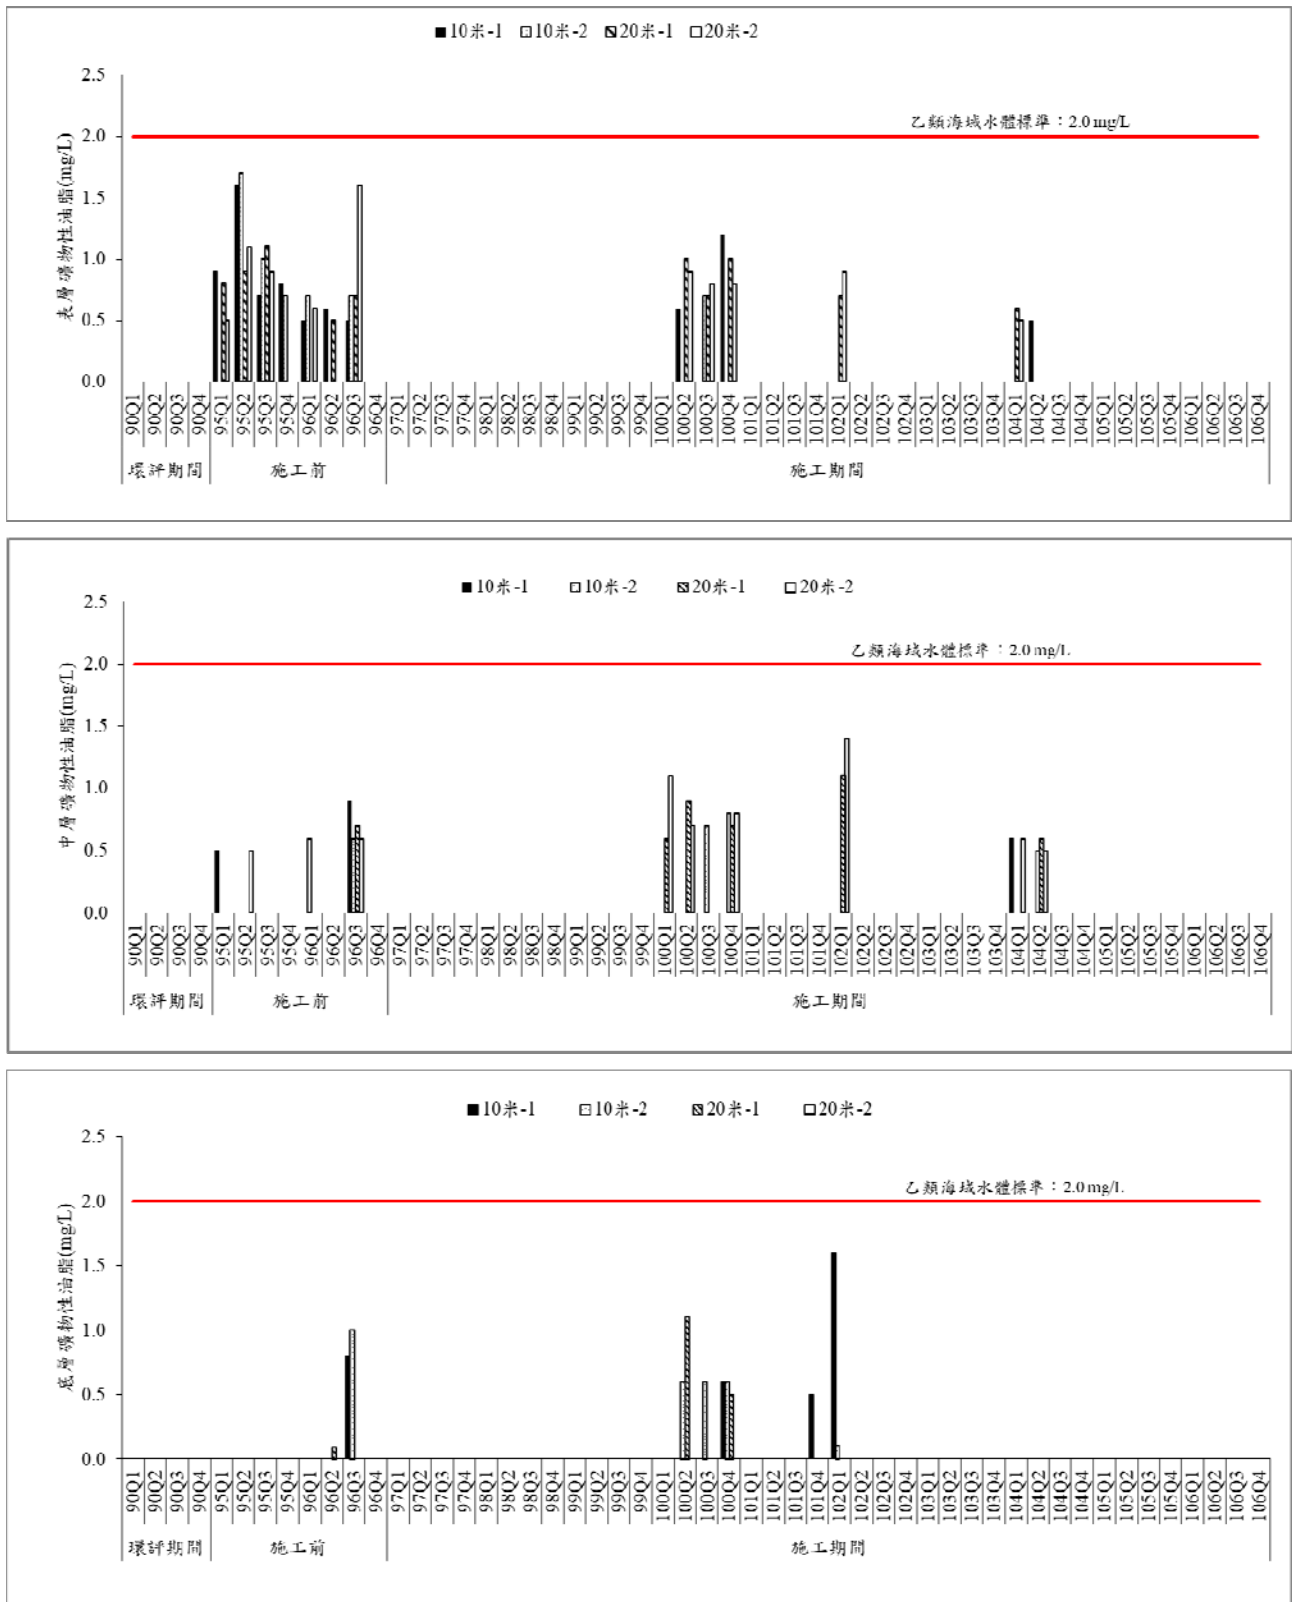 ■10米-1 □10米-2 ▧20米-1 □20米-2
表層礦物性油脂(mg/L)
2.5
2.0
1.5
1.0
0.5
0.0
乙類海域水體標準：2.0 mg/L
90Q1 90Q2 90Q3 90Q4 95Q1 95Q2 95Q3 95Q4 96Q1 96Q2 96Q3 96Q4 97Q1 97Q2 97Q3 97Q4 98Q1 98Q2 98Q3 98Q4 99Q1 99Q2 99Q3 99Q4 100Q1 100Q2 100Q3 100Q4 101Q1 101Q2 101Q3 101Q4 102Q1 102Q2 102Q3 102Q4 103Q1 103Q2 103Q3 103Q4 104Q1 104Q2 104Q3 104Q4 105Q1 105Q2 105Q3 105Q4 106Q1 106Q2 106Q3 106Q4
環評期間 施工前 施工期間
■10米-1 □10米-2 ▧20米-1 □20米-2
中層礦物性油脂(mg/L)
2.5
2.0
1.5
1.0
0.5
0.0
乙類海域水體標準：2.0 mg/L
90Q1 90Q2 90Q3 90Q4 95Q1 95Q2 95Q3 95Q4 96Q1 96Q2 96Q3 96Q4 97Q1 97Q2 97Q3 97Q4 98Q1 98Q2 98Q3 98Q4 99Q1 99Q2 99Q3 99Q4 100Q1 100Q2 100Q3 100Q4 101Q1 101Q2 101Q3 101Q4 102Q1 102Q2 102Q3 102Q4 103Q1 103Q2 103Q3 103Q4 104Q1 104Q2 104Q3 104Q4 105Q1 105Q2 105Q3 105Q4 106Q1 106Q2 106Q3 106Q4
環評期間 施工前 施工期間
■10米-1 □10米-2 ▧20米-1 □20米-2
底層礦物性油脂(mg/L)
2.5
2.0
1.5
1.0
0.5
0.0
乙類海域水體標準：2.0 mg/L
90Q1 90Q2 90Q3 90Q4 95Q1 95Q2 95Q3 95Q4 96Q1 96Q2 96Q3 96Q4 97Q1 97Q2 97Q3 97Q4 98Q1 98Q2 98Q3 98Q4 99Q1 99Q2 99Q3 99Q4 100Q1 100Q2 100Q3 100Q4 101Q1 101Q2 101Q3 101Q4 102Q1 102Q2 102Q3 102Q4 103Q1 103Q2 103Q3 103Q4 104Q1 104Q2 104Q3 104Q4 105Q1 105Q2 105Q3 105Q4 106Q1 106Q2 106Q3 106Q4
環評期間 施工前 施工期間